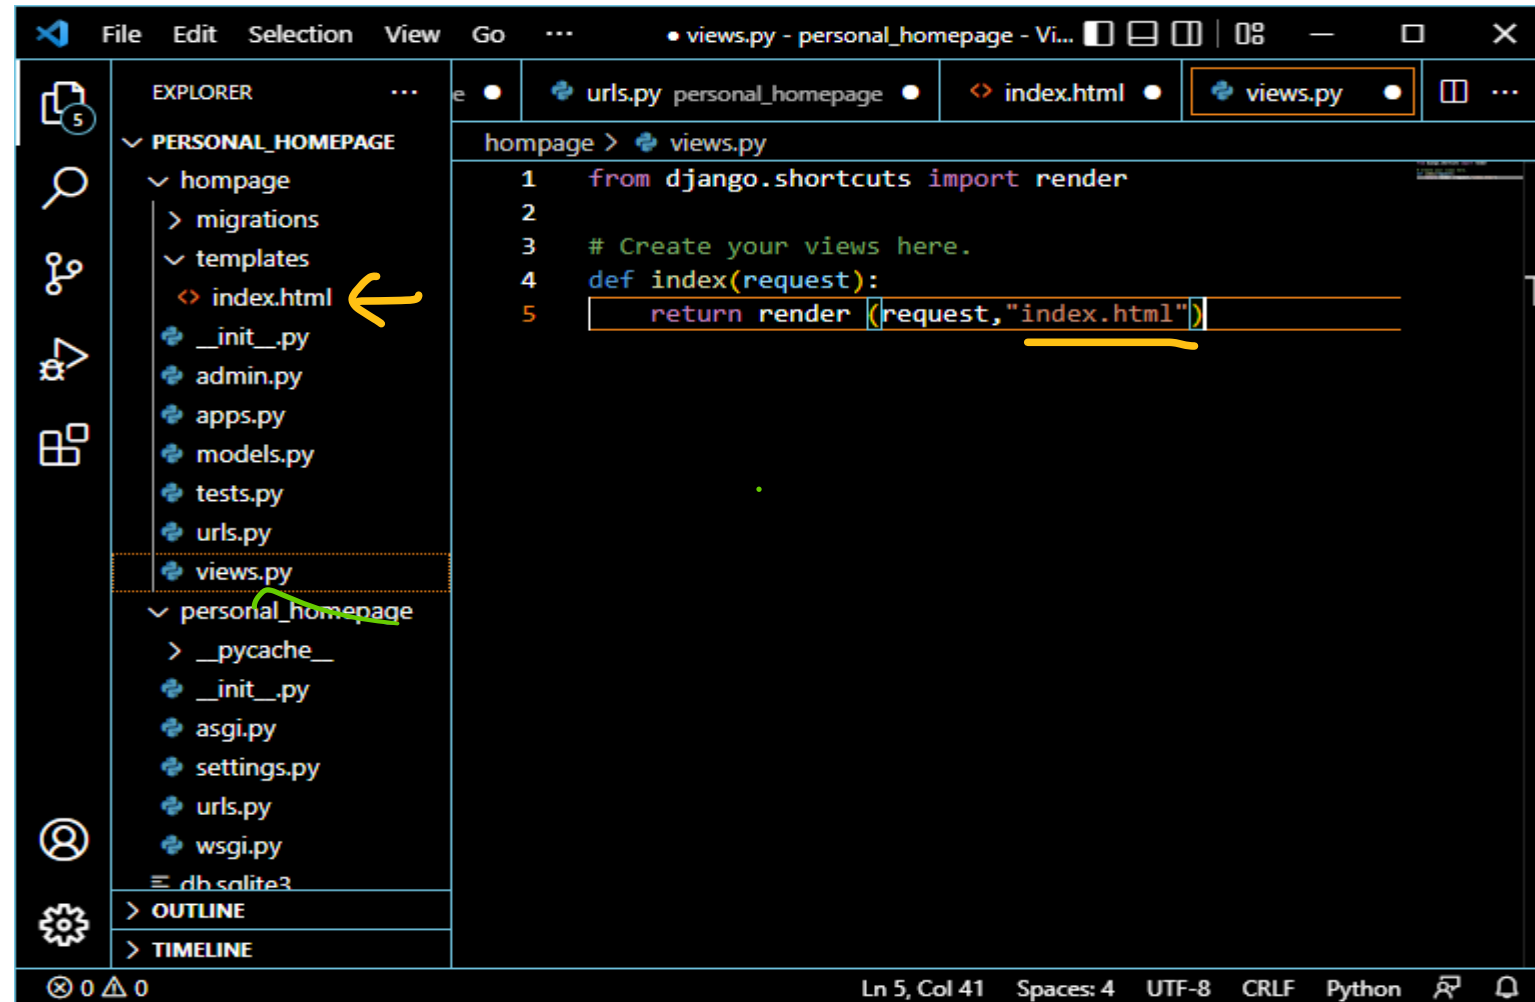 File Edit Selection View Go ··· ● views.py - personal_homepage - Vi...
EXPLORER ···
e ● urls.py personal_homepage ● <> index.html ● views.py ● ···
5
PERSONAL_HOMEPAGE
hompage
migrations
templates
<> index.html
__init__.py
admin.py
apps.py
models.py
tests.py
urls.py
views.py
personal_homepage
__pycache__
__init__.py
asgi.py
settings.py
urls.py
wsgi.py
db.sqlite3
OUTLINE
TIMELINE
hompage > views.py
1 from django.shortcuts import render
2
3 # Create your views here.
4 def index(request):
5 return render (request,"index.html")
0 0 Ln 5, Col 41 Spaces: 4 UTF-8 CRLF Python